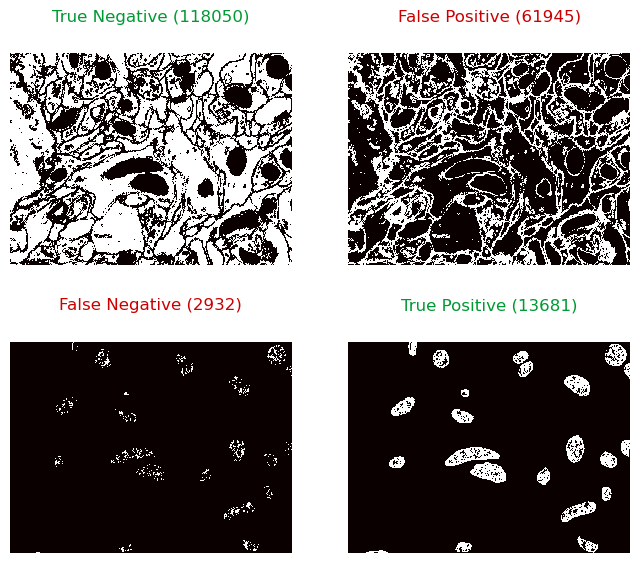 True Negative (118050)
False Positive (61945)
False Negative (2932)
True Positive (13681)